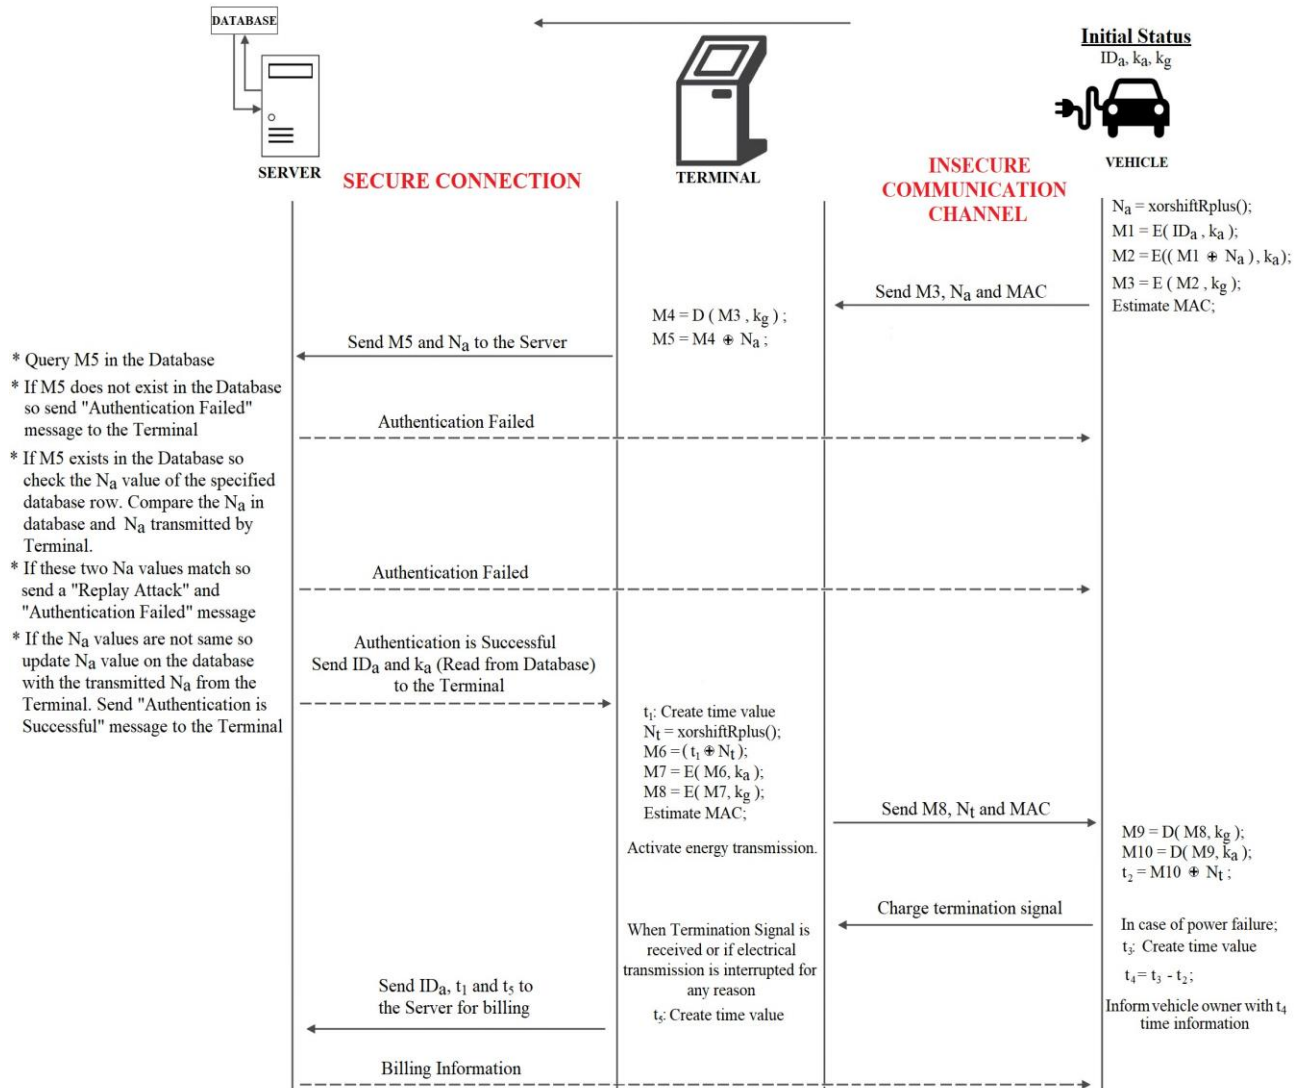 DATABASE
SERVER
SECURE CONNECTION
TERMINAL
INSECURE
COMMUNICATION
CHANNEL
Initial Status
IDa, ka, kg
VEHICLE
Na = xorshiftRplus();
M1 = E( IDa , ka );
M2 = E(( M1 ⊕ Na ) , ka);
M3 = E ( M2 , kg );
Estimate MAC;
Send M3, Na and MAC
M4 = D ( M3 , kg ) ;
M5 = M4 ⊕ Na ;
Send M5 and Na to the Server
* Query M5 in the Database
* If M5 does not exist in the Database
so send "Authentication Failed"
message to the Terminal
Authentication Failed
* If M5 exists in the Database so
check the Na value of the specified
database row. Compare the Na in
database and Na transmitted by
Terminal.
* If these two Na values match so
send a "Replay Attack" and
"Authentication Failed" message
Authentication Failed
* If the Na values are not same so
update Na value on the database
with the transmitted Na from the
Terminal. Send "Authentication is
Successful" message to the Terminal
Authentication is Successful
Send IDa and ka (Read from Database)
to the Terminal
t1: Create time value
Nt = xorshiftRplus();
M6 = ( t1 ⊕ Nt );
M7 = E( M6, ka );
M8 = E( M7, kg );
Estimate MAC;
Activate energy transmission.
Send M8, Nt and MAC
M9 = D( M8, kg );
M10 = D( M9, ka );
t2 = M10 ⊕ Nt ;
Charge termination signal
In case of power failure;
t3: Create time value
t4 = t3 - t2;
Inform vehicle owner with t4
time information
When Termination Signal is
received or if electrical
transmission is interrupted for
any reason
t5: Create time value
Send IDa, t1 and t5 to
the Server for billing
Billing Information